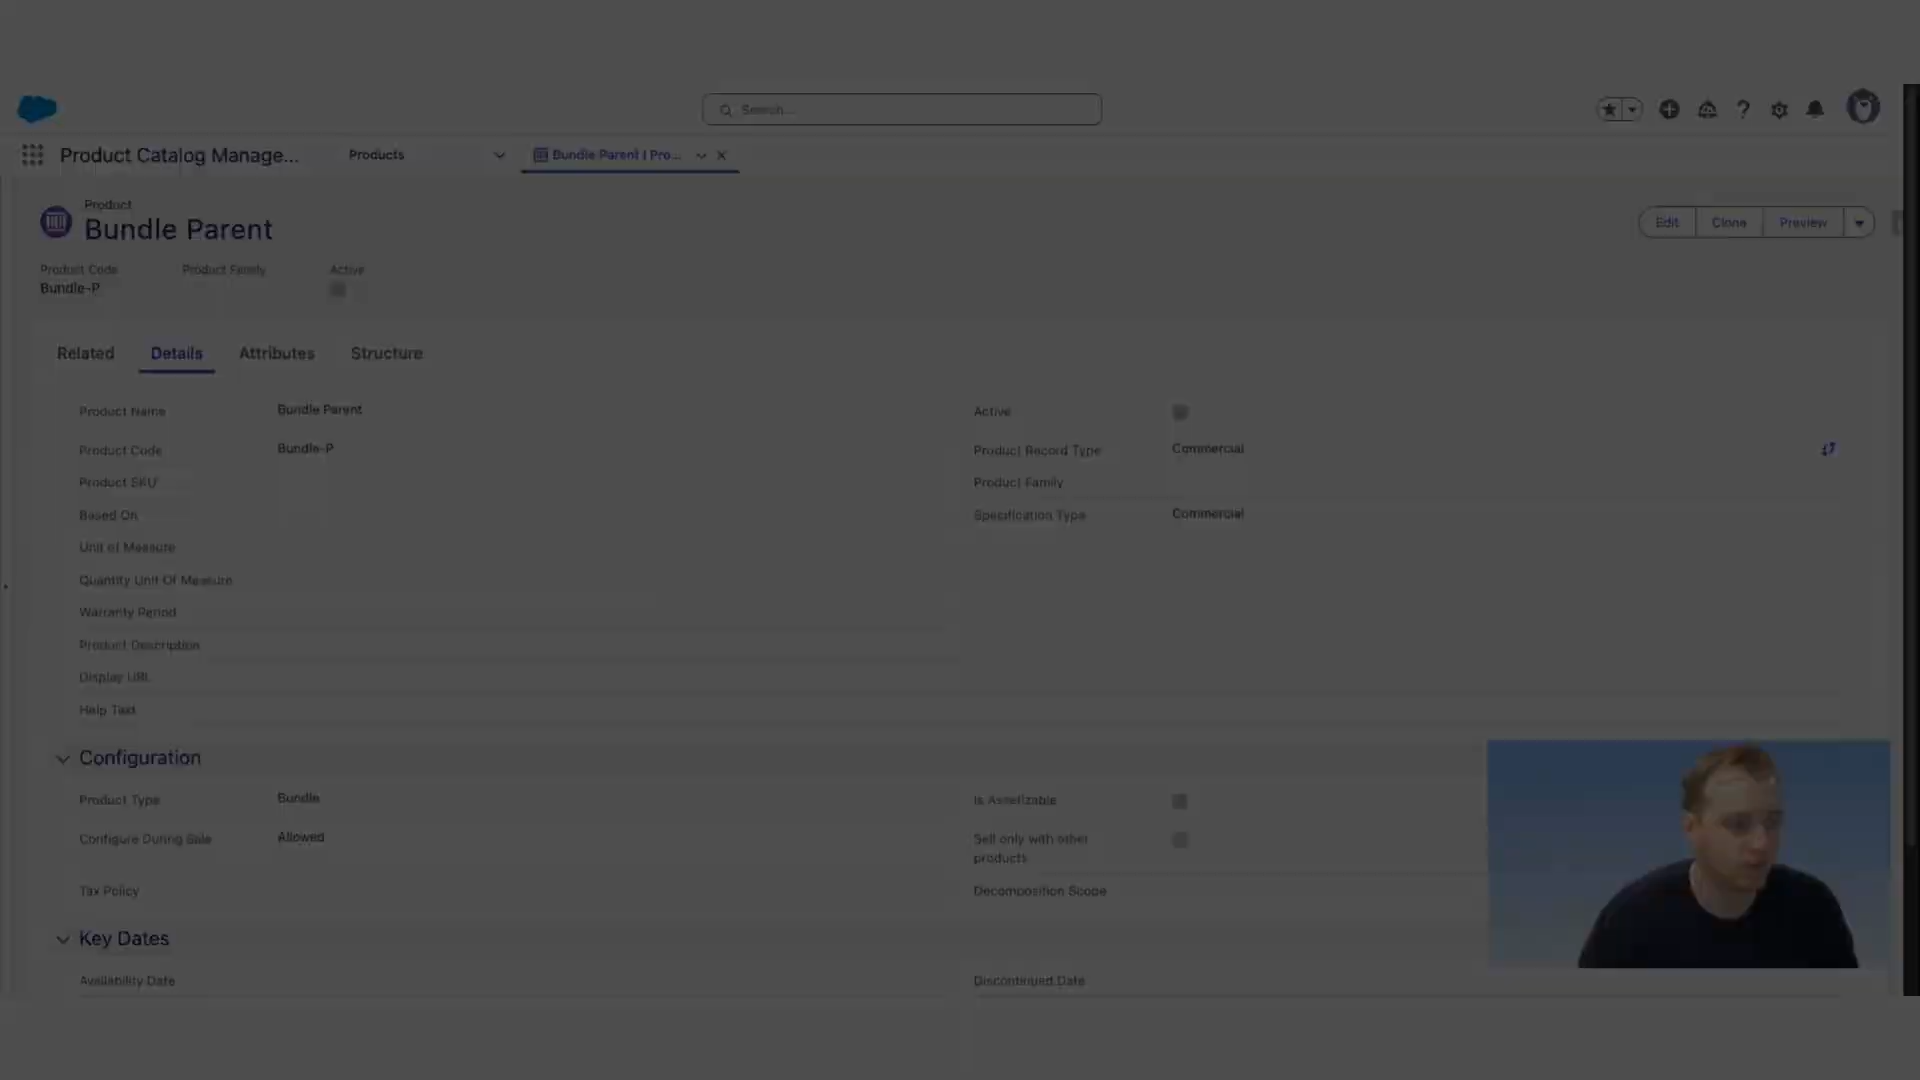 Search...
Product Catalog Manage...
Products
Bundle Parent | Pro...
Product
Bundle Parent
Edit
Clone
Preview
Product Code
Product Family
Active
Bundle-P
Related
Details
Attributes
Structure
Product Name
Bundle Parent
Active
Product Code
Bundle-P
Product Record Type
Commercial
Product SKU
Product Family
Based On
Specification Type
Commercial
Unit of Measure
Quantity Unit Of Measure
Warranty Period
Product Description
Display URL
Help Text
Configuration
Product Type
Bundle
Is Assetizable
Configure During Sale
Allowed
Sell only with other
products
Tax Policy
Decomposition Scope
Key Dates
Availability Date
Discontinued Date